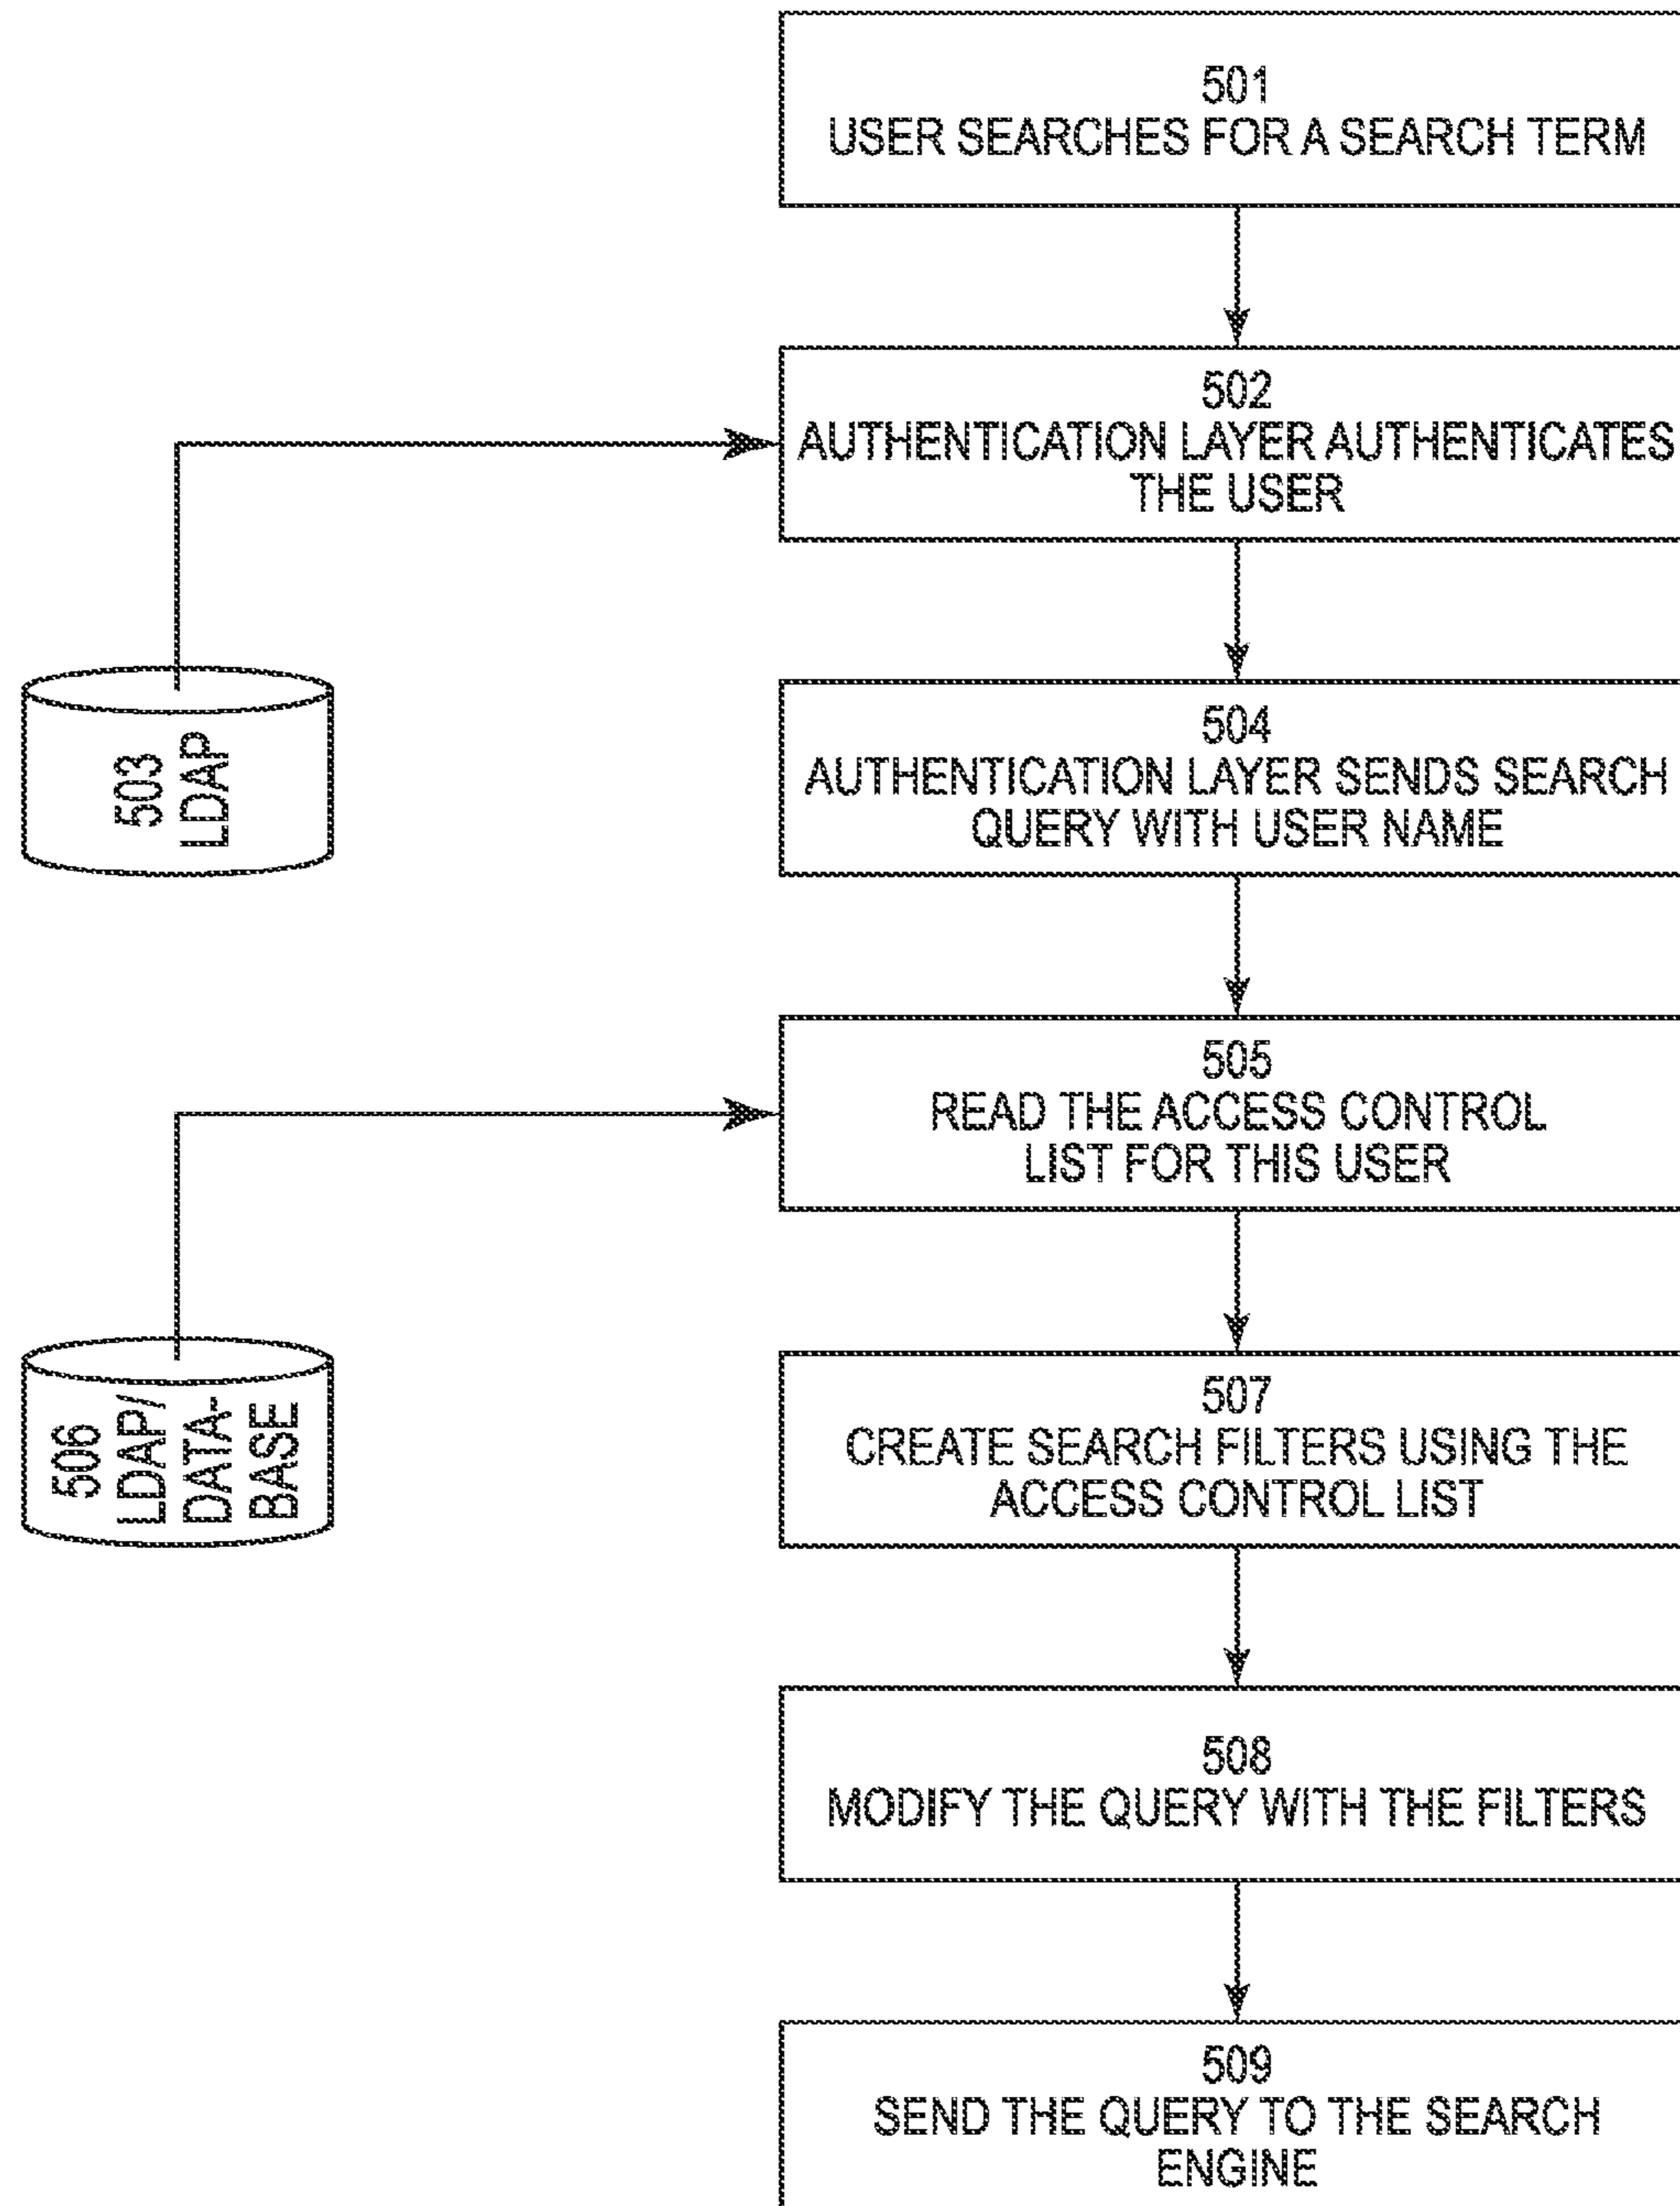 501
USER SEARCHES FOR A SEARCH TERM
502
AUTHENTICATION LAYER AUTHENTICATES
THE USER
503
LDAP
504
AUTHENTICATION LAYER SENDS SEARCH
QUERY WITH USER NAME
505
READ THE ACCESS CONTROL
LIST FOR THIS USER
506
LDAP/
DATA-
BASE
507
CREATE SEARCH FILTERS USING THE
ACCESS CONTROL LIST
508
MODIFY THE QUERY WITH THE FILTERS
509
SEND THE QUERY TO THE SEARCH
ENGINE